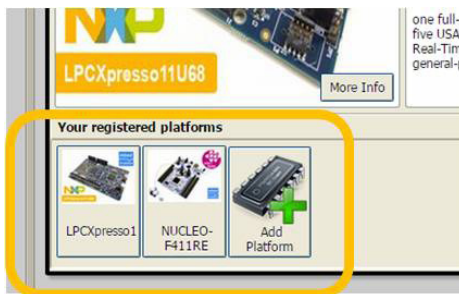 NXP
LPCXpresso11U68
one full-
five USA
Real-Tim
general-p
More Info
Your registered platforms
LPCXpresso1
NUCLEO-
F411RE
Add
Platform